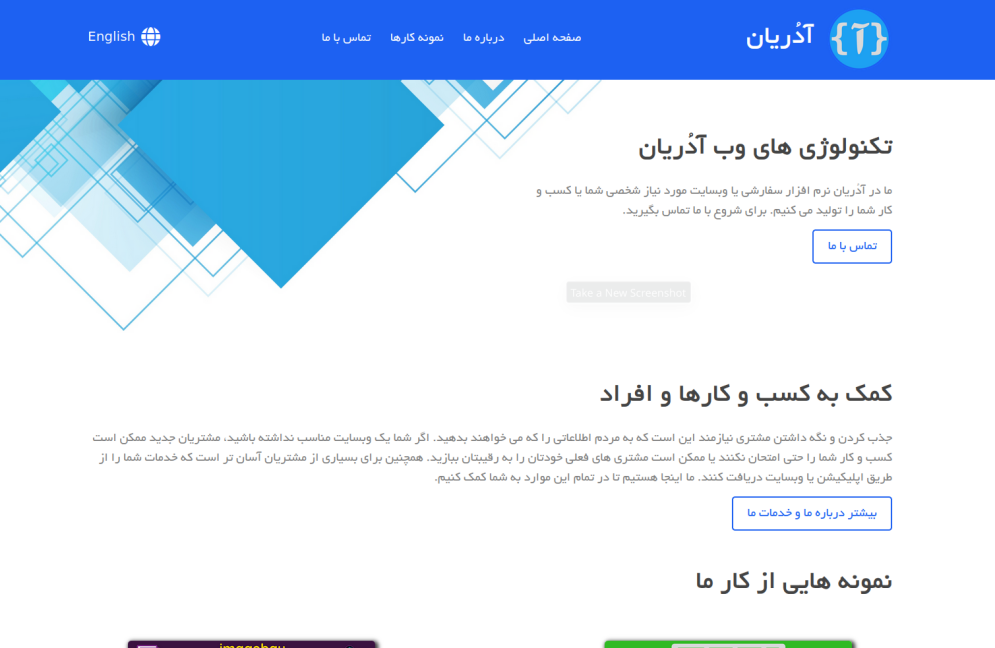 {آ}
آذُریان
صفحه اصلی
درباره ما
نمونه کارها
تماس با ما
English
تکنولوژی های وب آذُریان
ما در آذُریان نرم افزار سفارشی یا وبسایت مورد نیاز شخصی شما یا کسب و
کار شما را تولید می کنیم. برای شروع با ما تماس بگیرید.
تماس با ما
Take a New Screenshot
کمک به کسب و کارها و افراد
جذب کردن و نگه داشتن مشتری نیازمند این است که به مردم اطلاعاتی را که می خواهند بدهید. اگر شما یک وبسایت مناسب نداشته باشید، مشتریان جدید ممکن است
کسب و کار شما را حتی امتحان نکنند یا ممکن است مشتری های فعلی خودتان را به رقیبتان ببازید. همچنین برای بسیاری از مشتریان آسان تر است که خدمات شما را از
طریق اپلیکیشن یا وبسایت دریافت کنند. ما اینجا هستیم تا در تمام این موارد به شما کمک کنیم.
بیشتر درباره ما و خدمات ما
نمونه هایی از کار ما